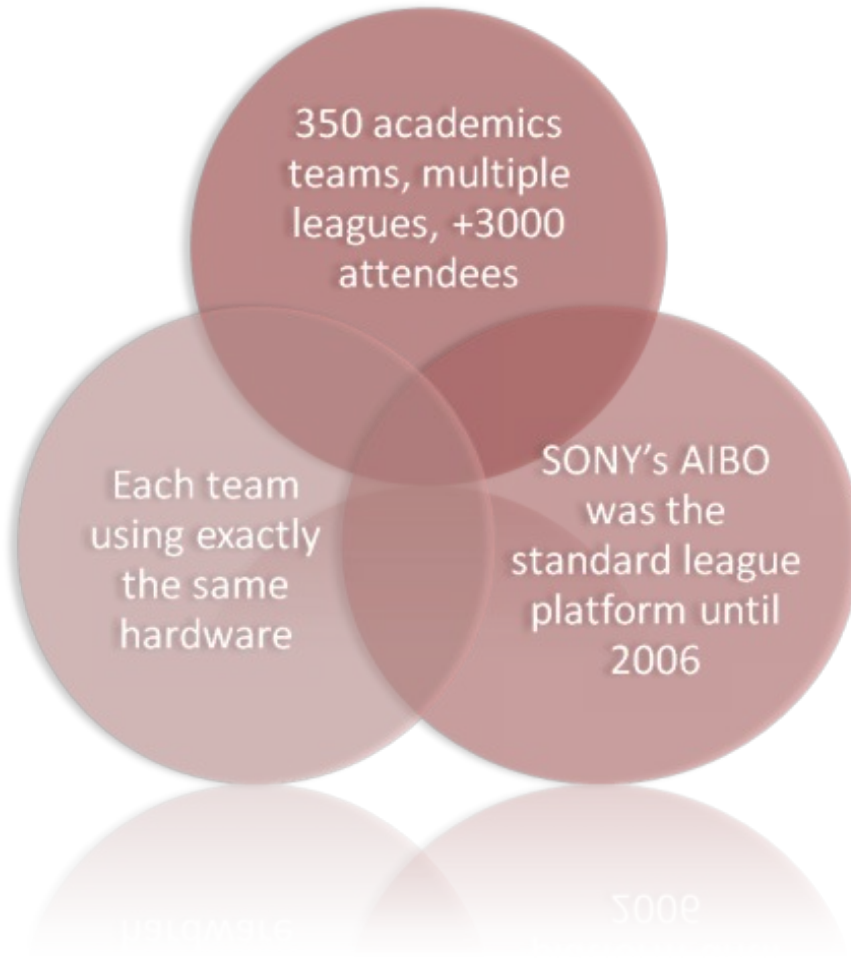 350 academics
teams, multiple
leagues, +3000
attendees
Each team
using exactly
the same
hardware
SONY's AIBO
was the
standard league
platform until
2006